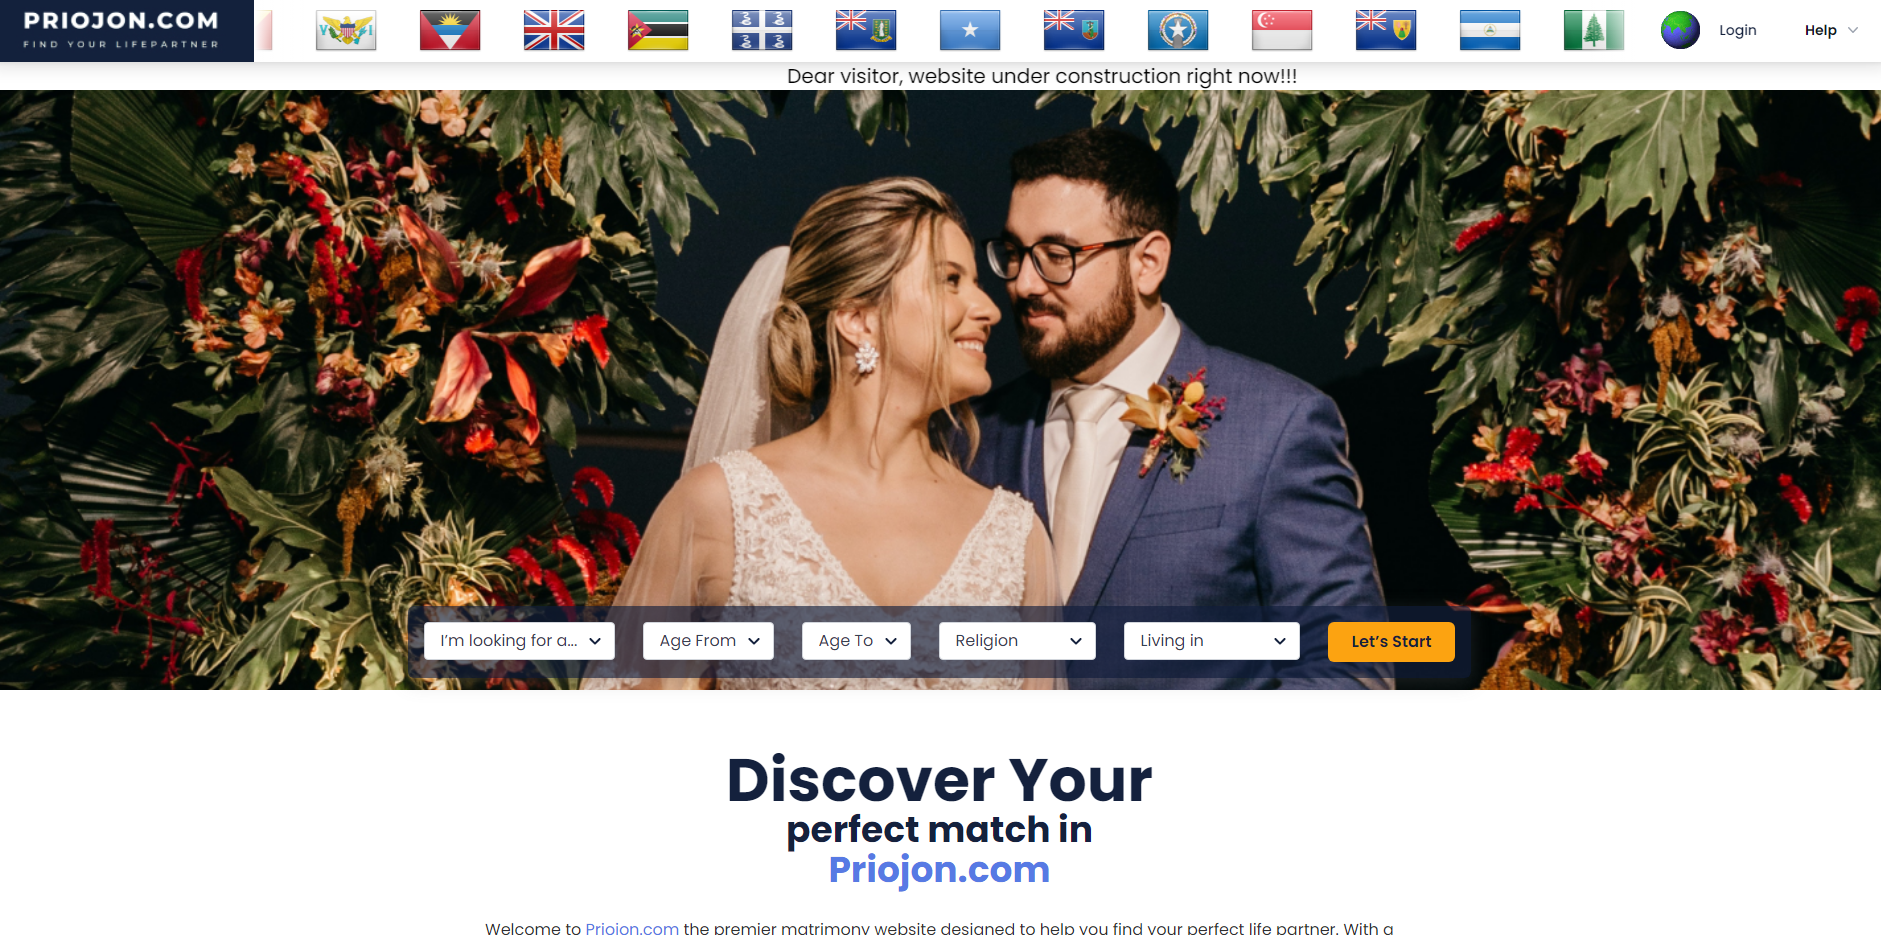 PRIOJON.COM
FIND YOUR LIFEPARTNER
Login
Help
Dear visitor, website under construction right now!!!
I'm looking for a...
Age From
Age To
Religion
Living in
Let's Start
Discover Your
perfect match in
Priojon.com
Welcome to Priojon.com the premier matrimony website designed to help you find your perfect life partner. With a